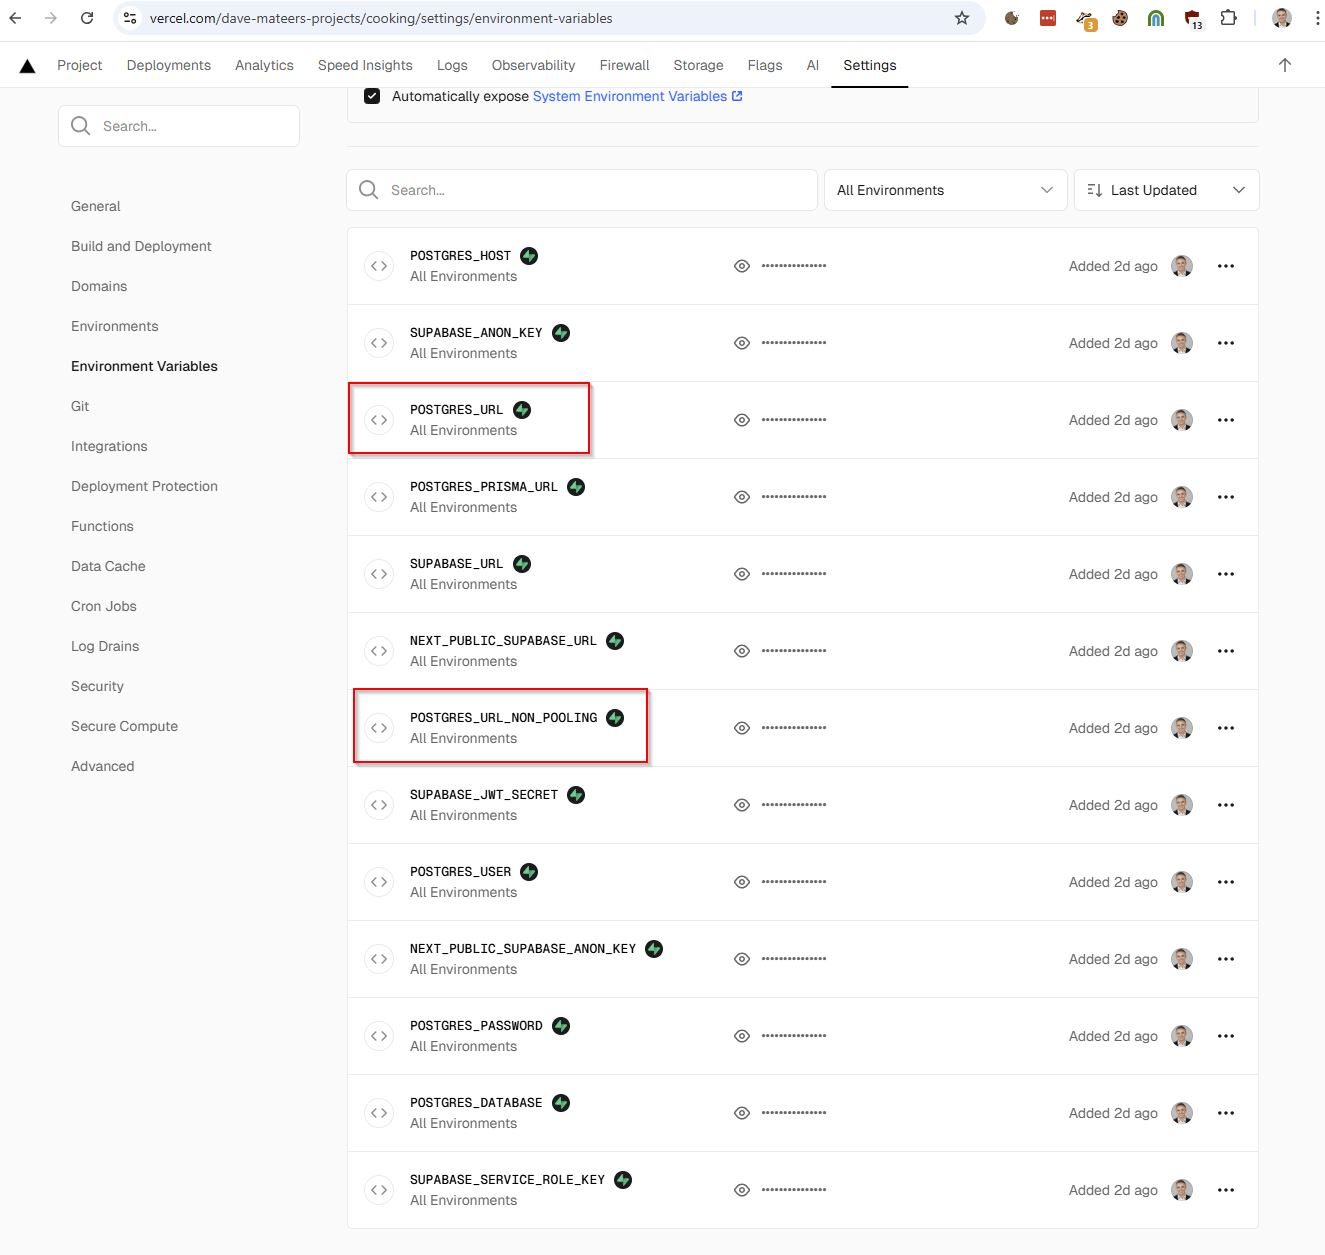 vercel.com/dave-mateers-projects/cooking/settings/environment-variables
3
13
Project Deployments Analytics Speed Insights Logs Observability Firewall Storage Flags AI Settings
Automatically expose System Environment Variables
Search...
Search...
All Environments
Last Updated
General
Build and Deployment
Domains
Environments
Environment Variables
Git
Integrations
Deployment Protection
Functions
Data Cache
Cron Jobs
Log Drains
Security
Secure Compute
Advanced
POSTGRES_HOST
All Environments
Added 2d ago
SUPABASE_ANON_KEY
All Environments
Added 2d ago
POSTGRES_URL
All Environments
Added 2d ago
POSTGRES_PRISMA_URL
All Environments
Added 2d ago
SUPABASE_URL
All Environments
Added 2d ago
NEXT_PUBLIC_SUPABASE_URL
All Environments
Added 2d ago
POSTGRES_URL_NON_POOLING
All Environments
Added 2d ago
SUPABASE_JWT_SECRET
All Environments
Added 2d ago
POSTGRES_USER
All Environments
Added 2d ago
NEXT_PUBLIC_SUPABASE_ANON_KEY
All Environments
Added 2d ago
POSTGRES_PASSWORD
All Environments
Added 2d ago
POSTGRES_DATABASE
All Environments
Added 2d ago
SUPABASE_SERVICE_ROLE_KEY
All Environments
Added 2d ago